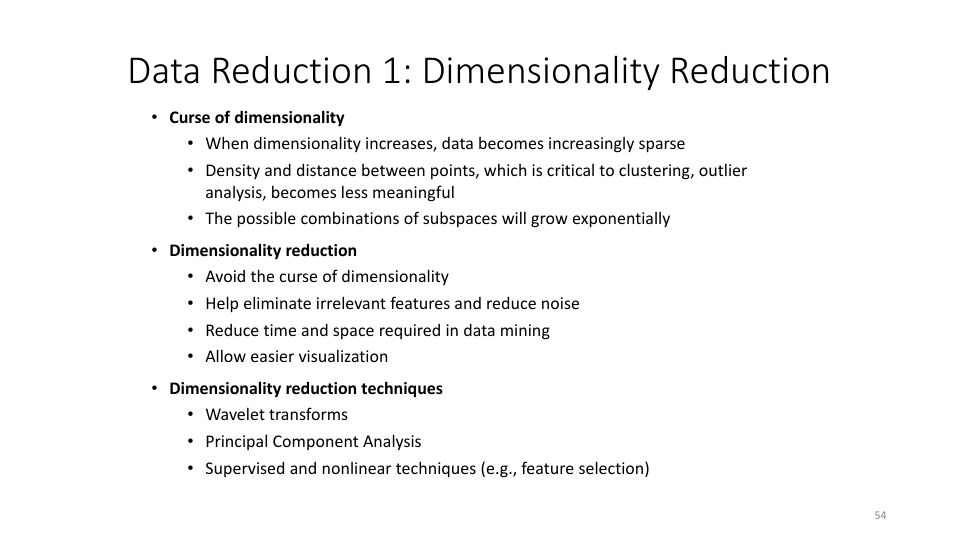 Data Reduction 1: Dimensionality Reduction
• Curse of dimensionality
• When dimensionality increases, data becomes increasingly sparse
• Density and distance between points, which is critical to clustering, outlier
analysis, becomes less meaningful
• The possible combinations of subspaces will grow exponentially
• Dimensionality reduction
• Avoid the curse of dimensionality
• Help eliminate irrelevant features and reduce noise
• Reduce time and space required in data mining
• Allow easier visualization
• Dimensionality reduction techniques
• Wavelet transforms
• Principal Component Analysis
• Supervised and nonlinear techniques (e.g., feature selection)
54